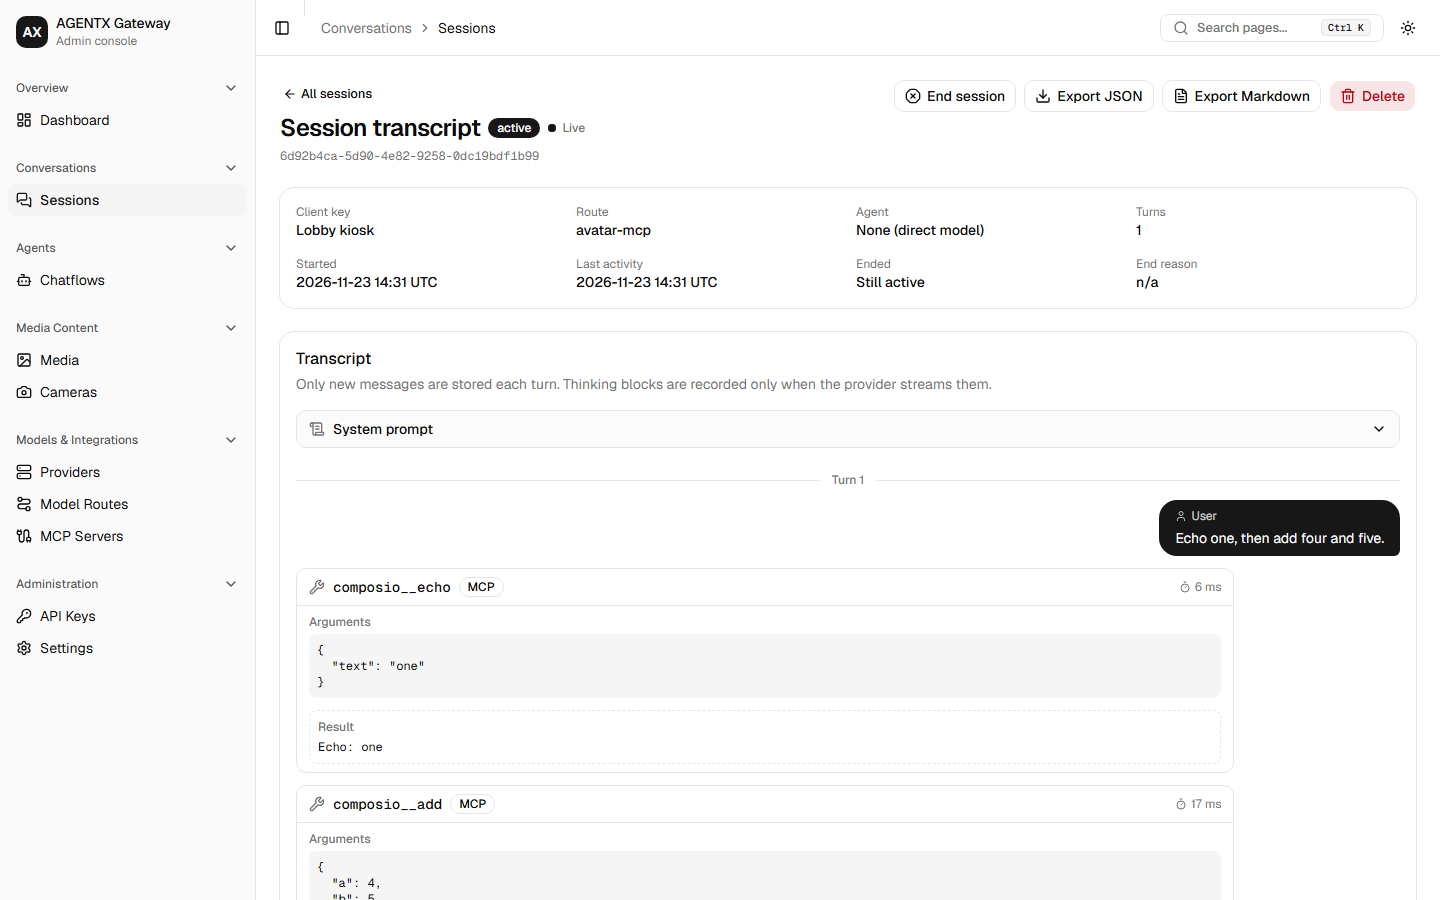 AX
AGENTX Gateway
Admin console
Overview
Dashboard
Conversations
Sessions
Agents
Chatflows
Media Content
Media
Cameras
Models & Integrations
Providers
Model Routes
MCP Servers
Administration
API Keys
Settings
Conversations > Sessions
Search pages... Ctrl K
← All sessions
End session Export JSON Export Markdown Delete
Session transcript active Live
6d92b4ca-5d90-4e82-9258-0dc19bdf1b99
Client key Route Agent Turns
Lobby kiosk avatar-mcp None (direct model) 1
Started Last activity Ended End reason
2026-11-23 14:31 UTC 2026-11-23 14:31 UTC Still active n/a
Transcript
Only new messages are stored each turn. Thinking blocks are recorded only when the provider streams them.
System prompt
Turn 1
User
Echo one, then add four and five.
composio__echo MCP 6 ms
Arguments
{
"text": "one"
}
Result
Echo: one
composio__add MCP 17 ms
Arguments
{
"a": 4,
"b": 5